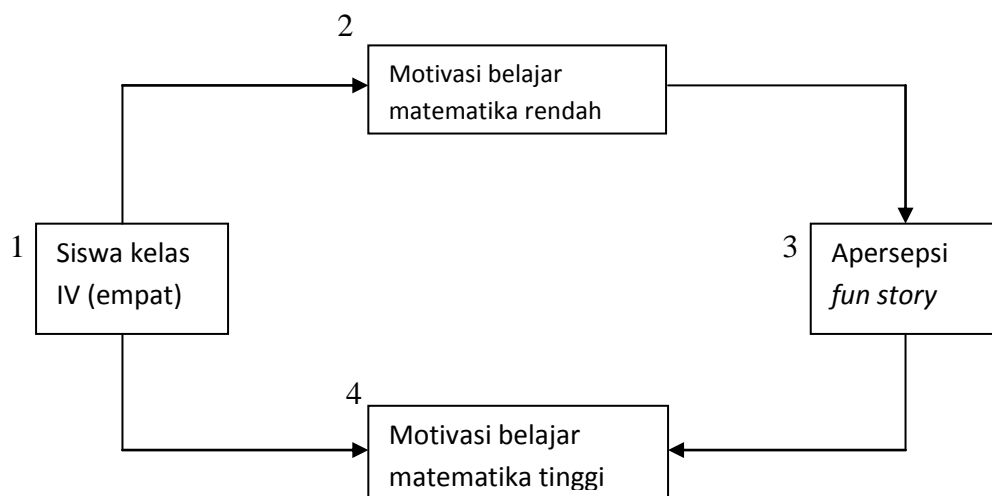 2
Motivasi belajar
matematika rendah
1
Siswa kelas
IV (empat)
3
Apersepsi
fun story
4
Motivasi belajar
matematika tinggi